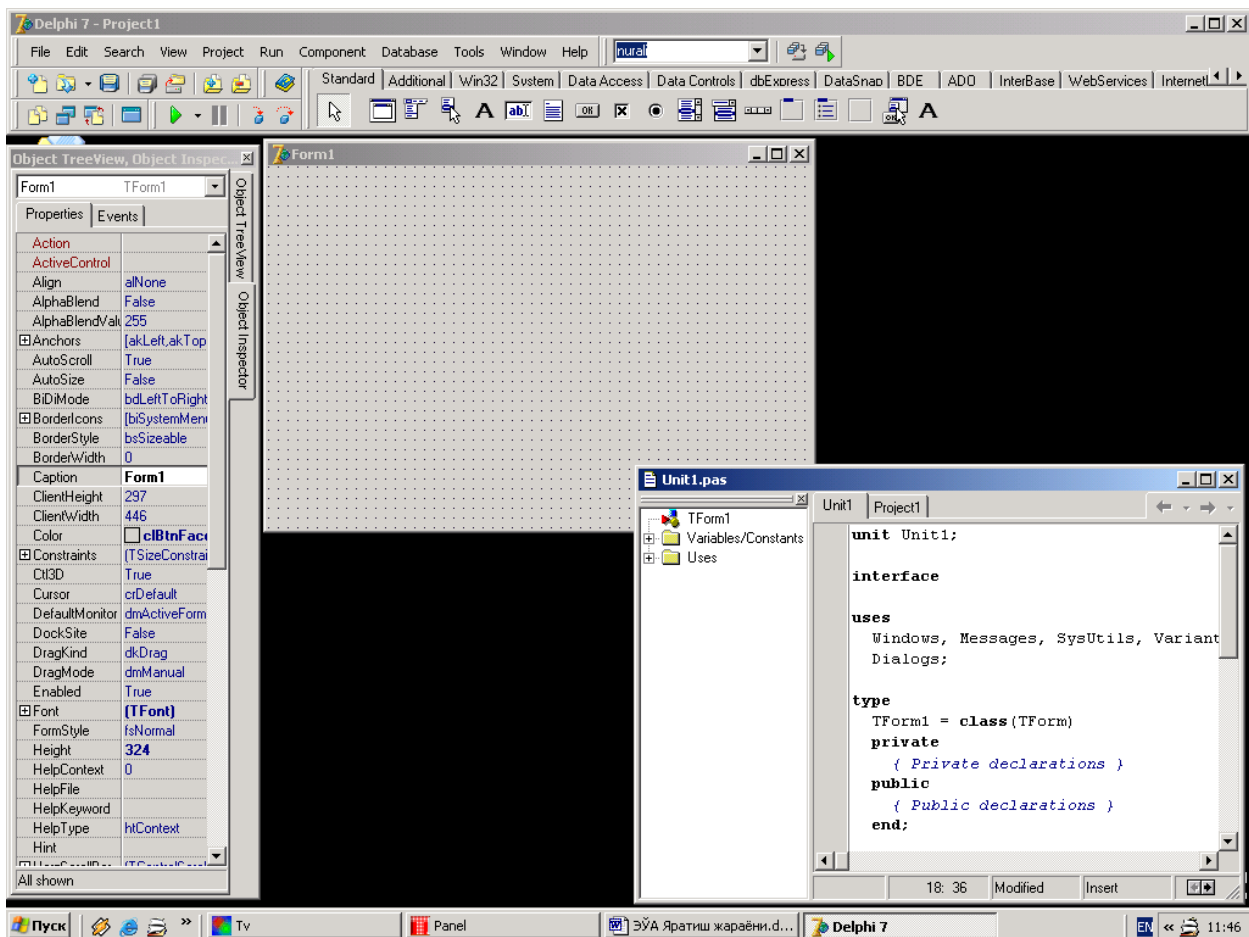 Delphi 7 - Project1
File Edit Search View Project Run Component Database Tools Window Help nurali
Standard Additional Win32 System Data Access Data Controls dbExpress DataSnap BDE ADO InterBase WebServices Internet
Object TreeView, Object Inspec...
Form1 TForm1
Properties Events
Action
ActiveControl
Align alNone
AlphaBlend False
AlphaBlendValu 255
Anchors [akLeft,akTop
AutoScroll True
AutoSize False
BiDiMode bdLeftToRight
BorderIcons [biSystemMenu
BorderStyle bsSizeable
BorderWidth 0
Caption Form1
ClientHeight 297
ClientWidth 446
Color clBtnFace
Constraints (TSizeConstrai
Ctl3D True
Cursor crDefault
DefaultMonitor dmActiveForm
DockSite False
DragKind dkDrag
DragMode dmManual
Enabled True
Font (TFont)
FormStyle fsNormal
Height 324
HelpContext 0
HelpFile
HelpKeyword
HelpType htContext
Hint
All shown
Object TreeView
Object Inspector
Form1
Unit1.pas
TForm1
Variables/Constants
Uses
Unit1 Project1
unit Unit1;
interface
uses
Windows, Messages, SysUtils, Variant
Dialogs;
type
TForm1 = class(TForm)
private
{ Private declarations }
public
{ Public declarations }
end;
18: 36 Modified Insert
Пуск » Tv Panel ЭЎА Яратиш жараёни.d... Delphi 7 EN « 11:46